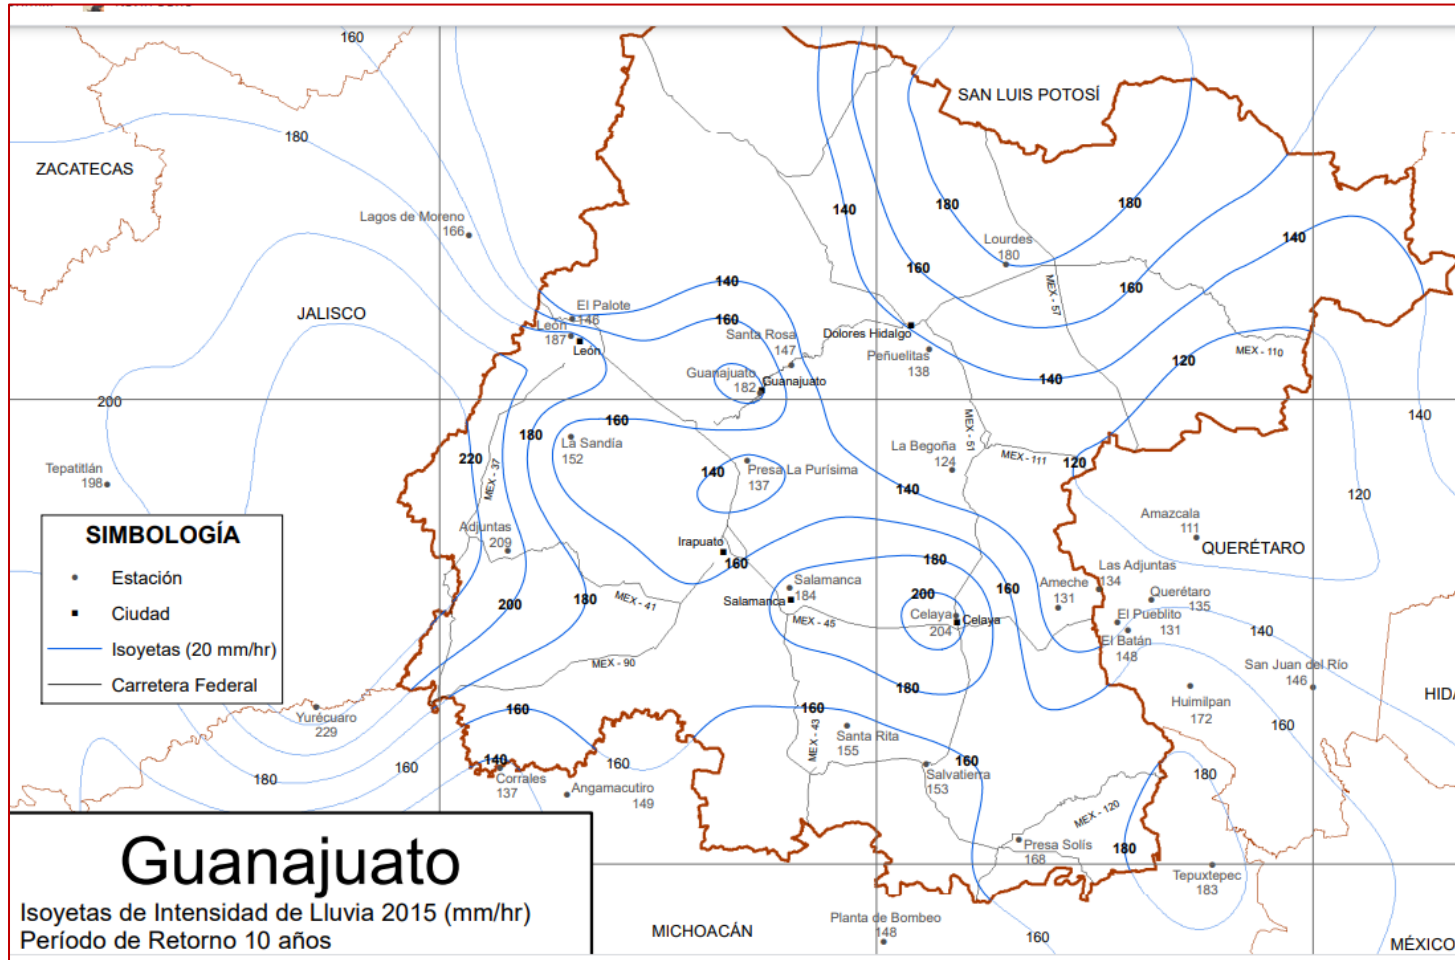 160
SAN LUIS POTOSÍ
180
ZACATECAS
180
180
140
Lagos de Moreno
166
140
Lourdes
180
160
140
160
MEX - 57
JALISCO
El Palote
146
160
León
187
León
Santa Rosa
147
Dolores Hidalgo
Peñuelitas
138
120
MEX - 110
Guanajuato
182
Guanajuato
140
200
160
140
180
La Sandía
152
MEX - 51
La Begoña
124
MEX - 111
120
220
MEX - 37
Tepatitlán
198
140
Presa La Purísima
137
140
120
SIMBOLOGÍA
Estación
Ciudad
Isoyetas (20 mm/hr)
Carretera Federal
Adjuntas
209
Amazcala
111
QUERÉTARO
Irapuato
160
180
Las Adjuntas
134
200
180
MEX - 41
Salamanca
184
Salamanca
200
160
Ameche
131
Querétaro
135
MEX - 45
Celaya
204
Celaya
El Pueblito
131
El Batán
148
140
MEX - 90
San Juan del Río
146
180
Huimilpan
172
HIDA
Yurécuaro
229
160
160
MEX - 43
Santa Rita
155
160
180
160
140
Corrales
137
160
Angamacutiro
149
160
Salvatierra
153
180
MEX - 120
Presa Solís
168
180
Tepuxtepec
183
Guanajuato
Isoyetas de Intensidad de Lluvia 2015 (mm/hr)
Período de Retorno 10 años
MICHOACÁN
Planta de Bombeo
148
160
MÉXICO